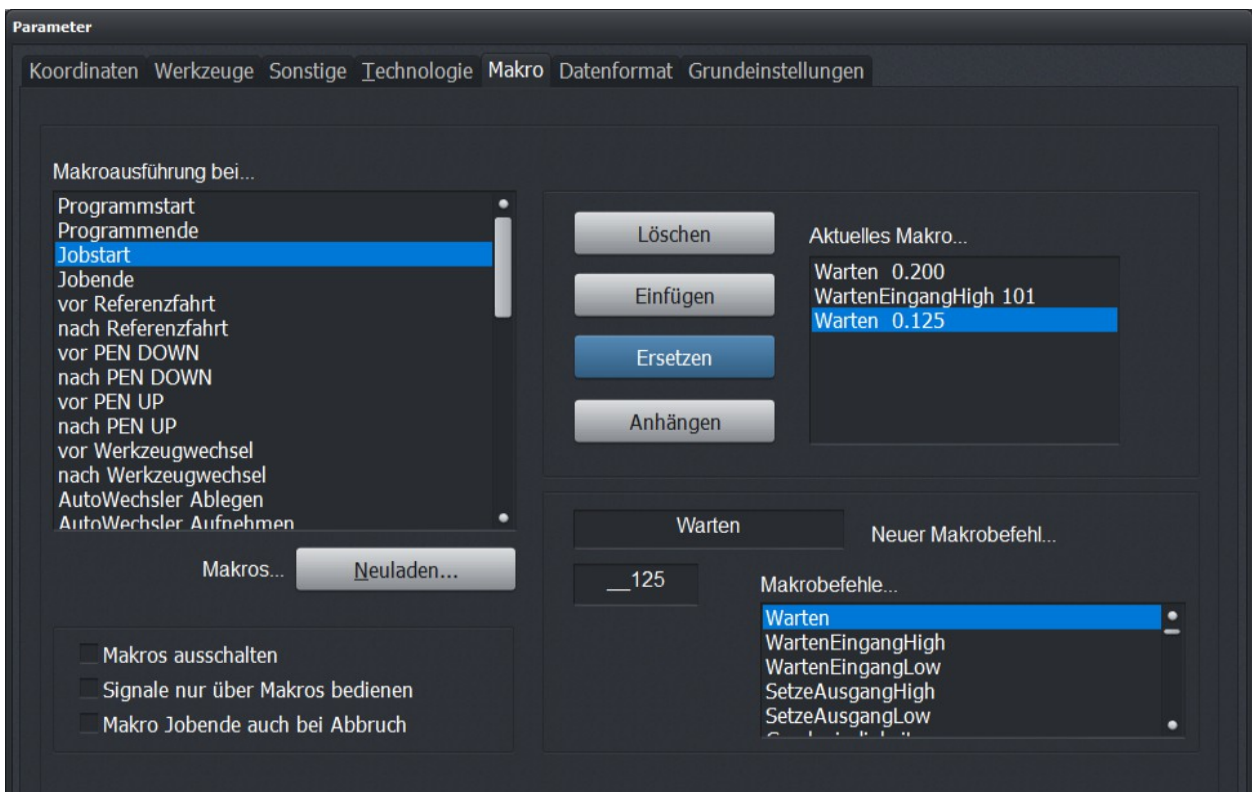 Parameter
Koordinaten Werkzeuge Sonstige Technologie Makro Datenformat Grundeinstellungen
Makroausführung bei...
Programmstart
Programmende
Jobstart
Jobende
vor Referenzfahrt
nach Referenzfahrt
vor PEN DOWN
nach PEN DOWN
vor PEN UP
nach PEN UP
vor Werkzeugwechsel
nach Werkzeugwechsel
AutoWechsler Ablegen
AutoWechsler Aufnehmen
Makros... Neuladen...
Makros ausschalten
Signale nur über Makros bedienen
Makro Jobende auch bei Abbruch
Löschen
Einfügen
Ersetzen
Anhängen
Aktuelles Makro...
Warten 0.200
WartenEingangHigh 101
Warten 0.125
Warten
Neuer Makrobefehl...
__125
Makrobefehle...
Warten
WartenEingangHigh
WartenEingangLow
SetzeAusgangHigh
SetzeAusgangLow